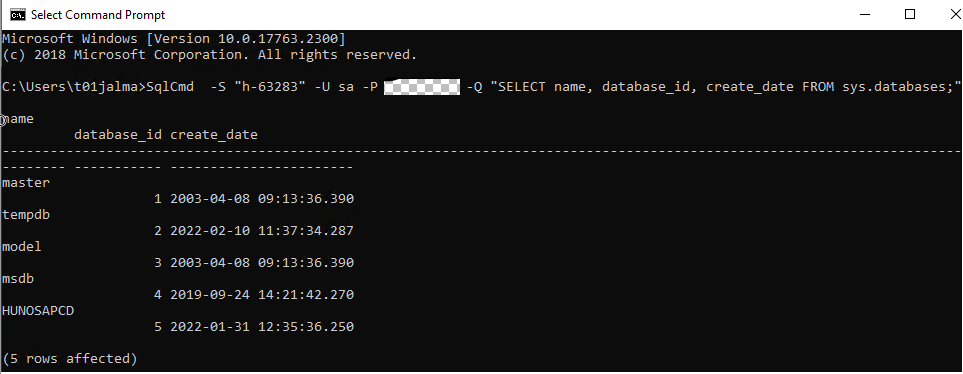 Select Command Prompt
Microsoft Windows [Version 10.0.17763.2300]
(c) 2018 Microsoft Corporation. All rights reserved.
C:\Users\t01jalma>SqlCmd  -S "h-63283" -U sa -P -Q "SELECT name, database_id, create_date FROM sys.databases;"
name
database_id create_date
--------------------------------------------------------------------------------------------------------------------------------
-------- ----------- -----------------------
master
1 2003-04-08 09:13:36.390
tempdb
2 2022-02-10 11:37:34.287
model
3 2003-04-08 09:13:36.390
msdb
4 2019-09-24 14:21:42.270
HUNOSAPCD
5 2022-01-31 12:35:36.250
(5 rows affected)